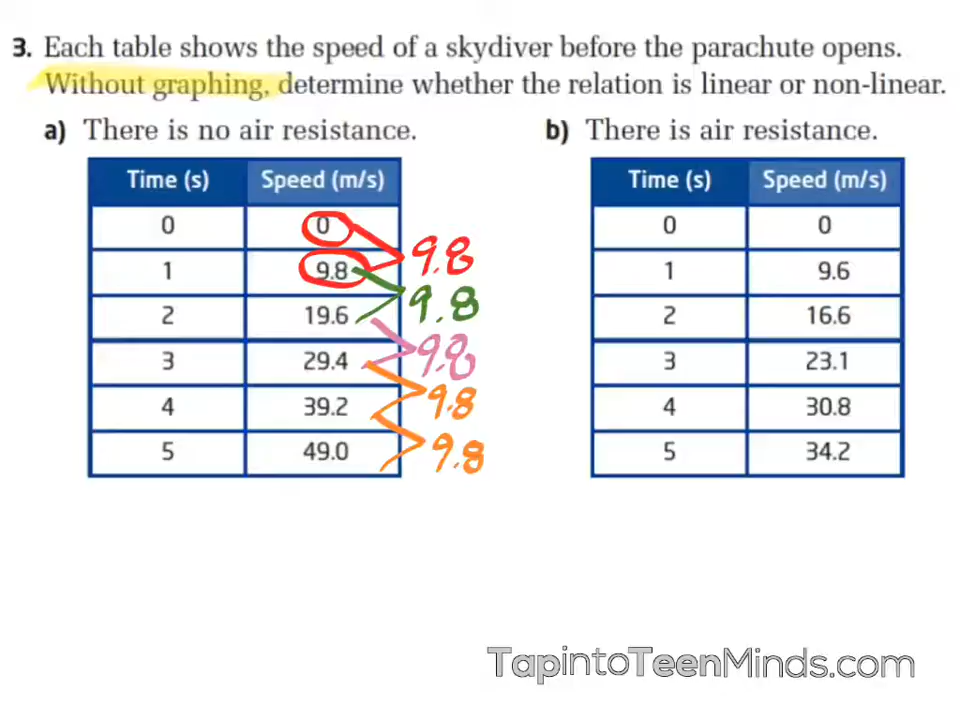 3. Each table shows the speed of a skydiver before the parachute opens.
Without graphing, determine whether the relation is linear or non-linear.
a) There is no air resistance.
Time (s) Speed (m/s)
0 0
1 9.8
2 19.6
3 29.4
4 39.2
5 49.0
9.8
9.8
9.8
9.8
9.8
b) There is air resistance.
Time (s) Speed (m/s)
0 0
1 9.6
2 16.6
3 23.1
4 30.8
5 34.2
TapintoTeenMinds.com